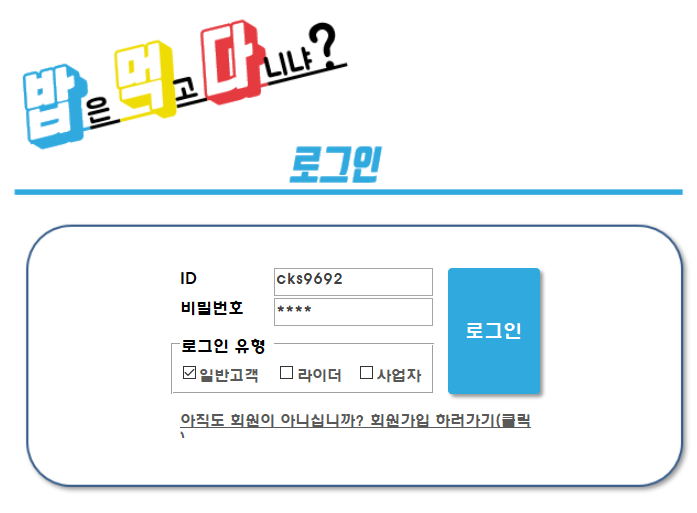 밥은 먹고 다니냐?
로그인
ID cks9692
비밀번호 ****
로그인
로그인 유형
일반고객 라이더 사업자
아직도 회원이 아니십니까? 회원가입 하러가기(클릭
)